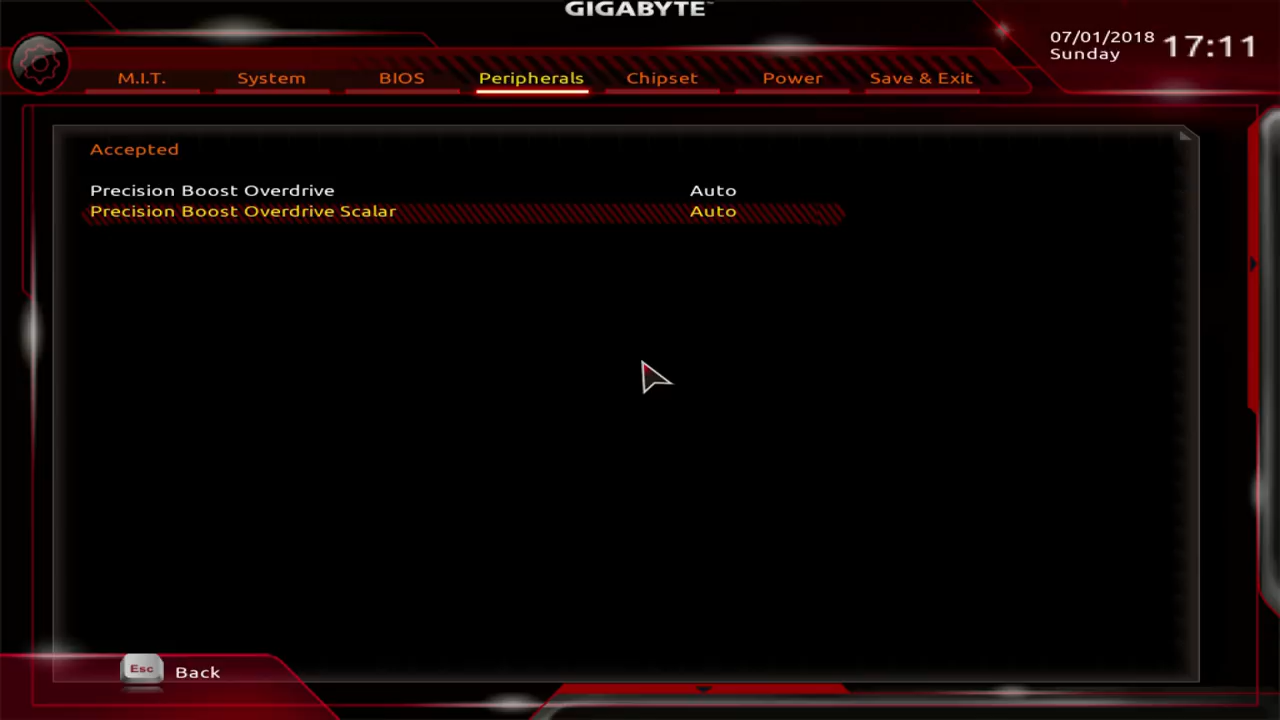 GIGABYTE™
07/01/2018
Sunday
17:11
M.I.T. System BIOS Peripherals Chipset Power Save & Exit
Accepted
Precision Boost Overdrive Auto
Precision Boost Overdrive Scalar Auto
Esc Back